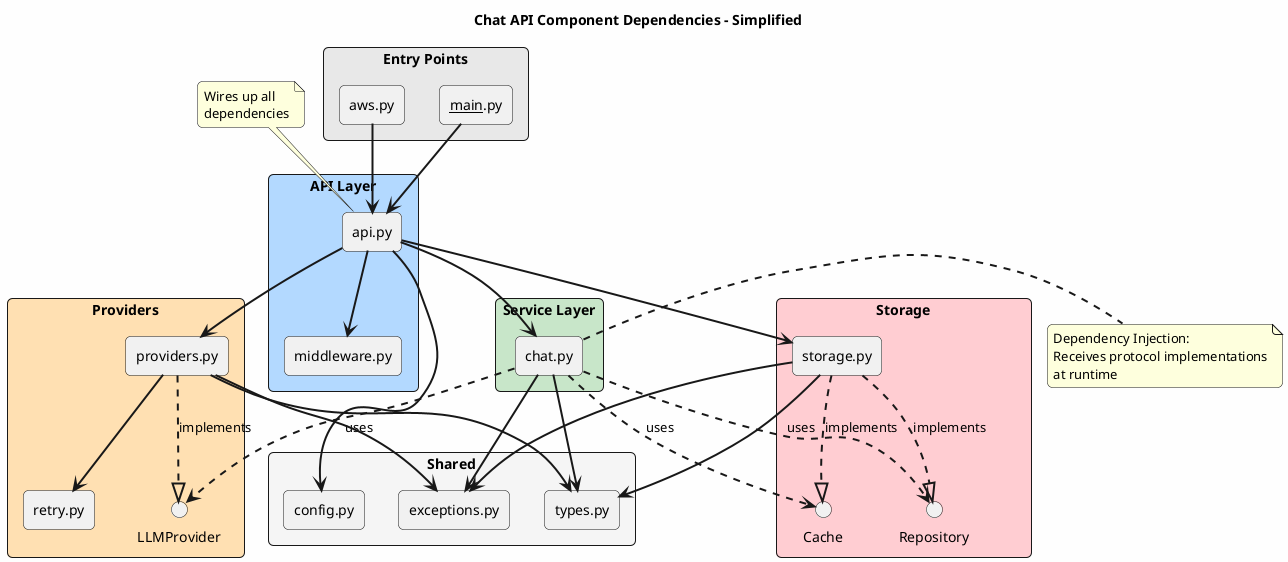 Chat API Component Dependencies - Simplified
Entry Points
Wires up all
dependencies
aws.py
main.py
API Layer
api.py
Providers
Service Layer
Storage
providers.py
middleware.py
chat.py
storage.py
Dependency Injection:
Receives protocol implementations
at runtime
implements
uses
uses
uses
implements
implements
Shared
retry.py
LLMProvider
config.py
exceptions.py
types.py
Cache
Repository